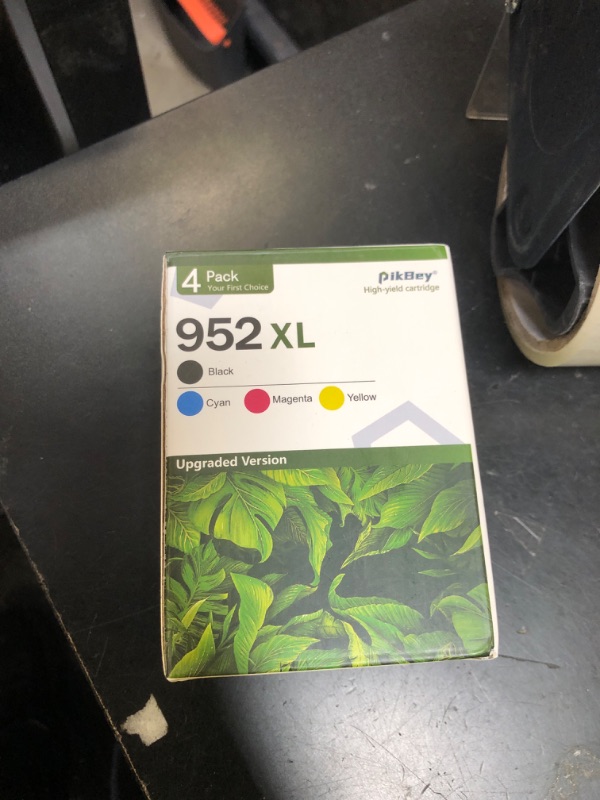 4 Pack
Your First Choice
PikBey®
High-yield cartridge
952 XL
Black
Cyan Magenta Yellow
Upgraded Version